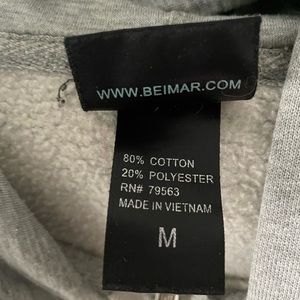 WWW.BEIMAR.COM
80% COTTON
20% POLYESTER
RN# 79563
MADE IN VIETNAM
M